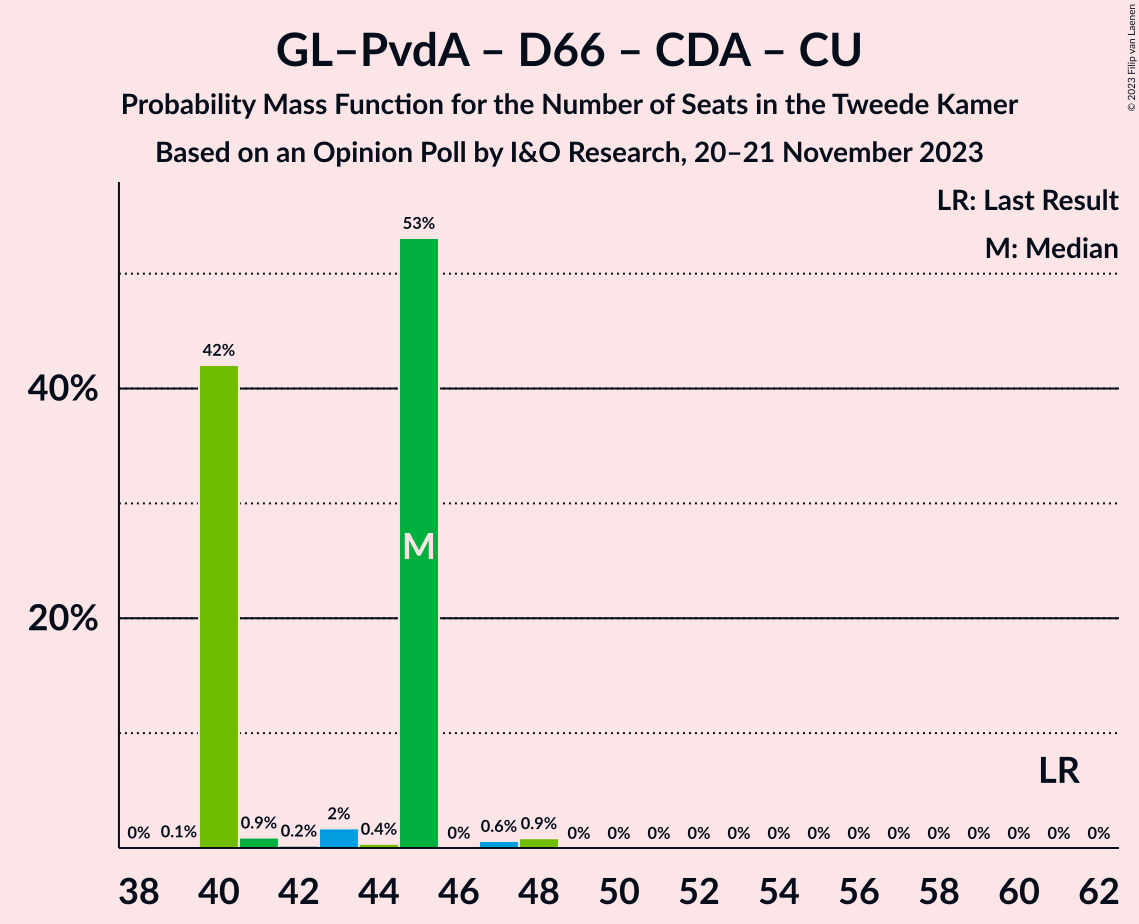 GL–PvdA – D66 – CDA – CU
Probability Mass Function for the Number of Seats in the Tweede Kamer
Based on an Opinion Poll by I&O Research, 20–21 November 2023
© 2023 Filip van Laenen
LR: Last Result
M: Median
53%
42%
40%
M
20%
LR
0% 0.1% 0.9% 0.2% 2% 0.4% 0% 0.6% 0.9% 0% 0% 0% 0% 0% 0% 0% 0% 0% 0% 0% 0% 0% 0%
38 40 42 44 46 48 50 52 54 56 58 60 62